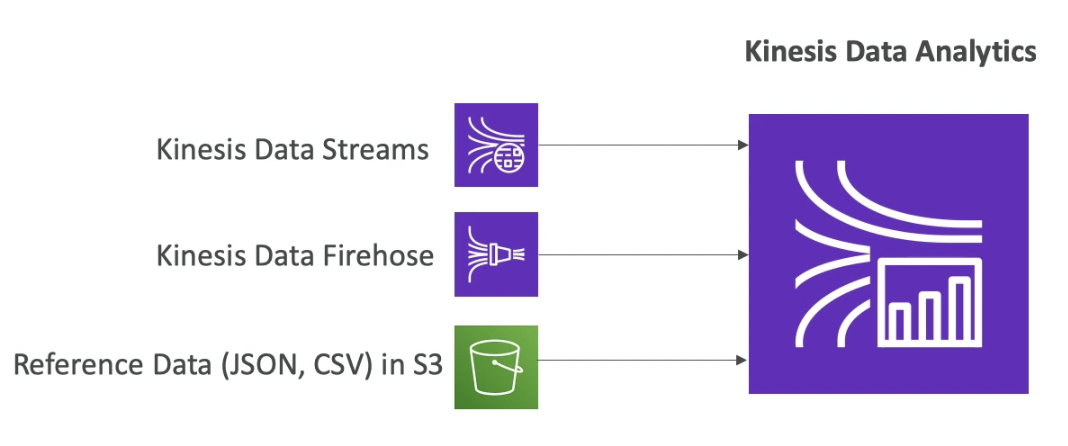 Kinesis Data Analytics
Kinesis Data Streams
Kinesis Data Firehose
Reference Data (JSON, CSV) in S3